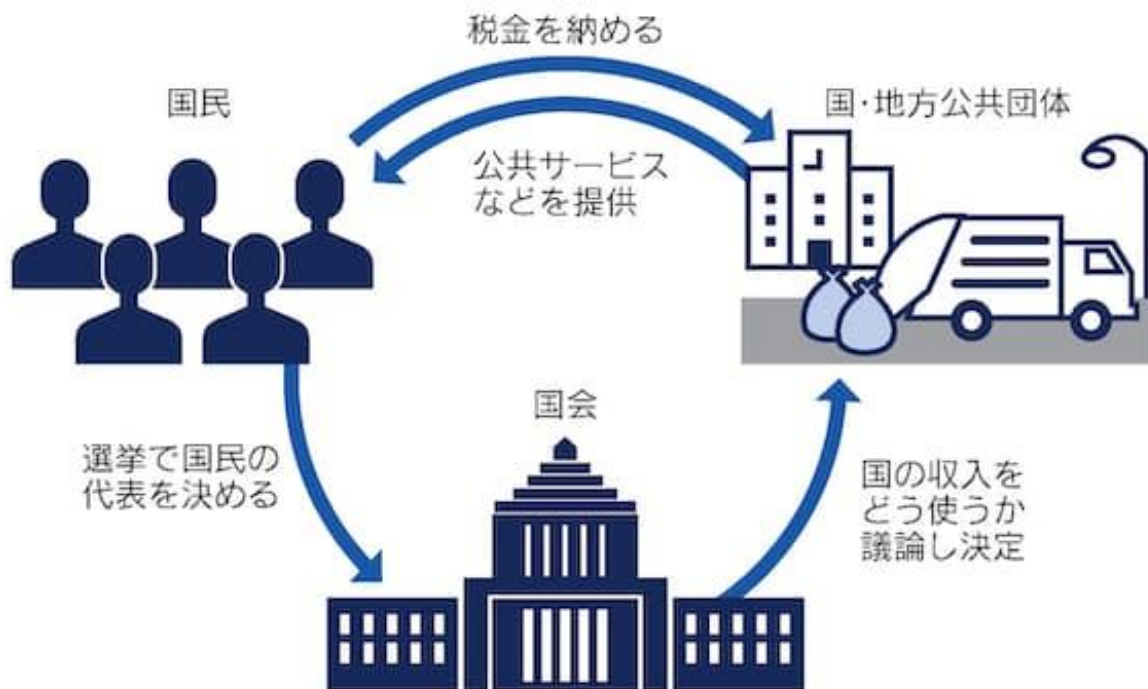 税金を納める
国民
国・地方公共団体
公共サービス
などを提供
国会
選挙で国民の
代表を決める
国の収入を
どう使うか
議論し決定